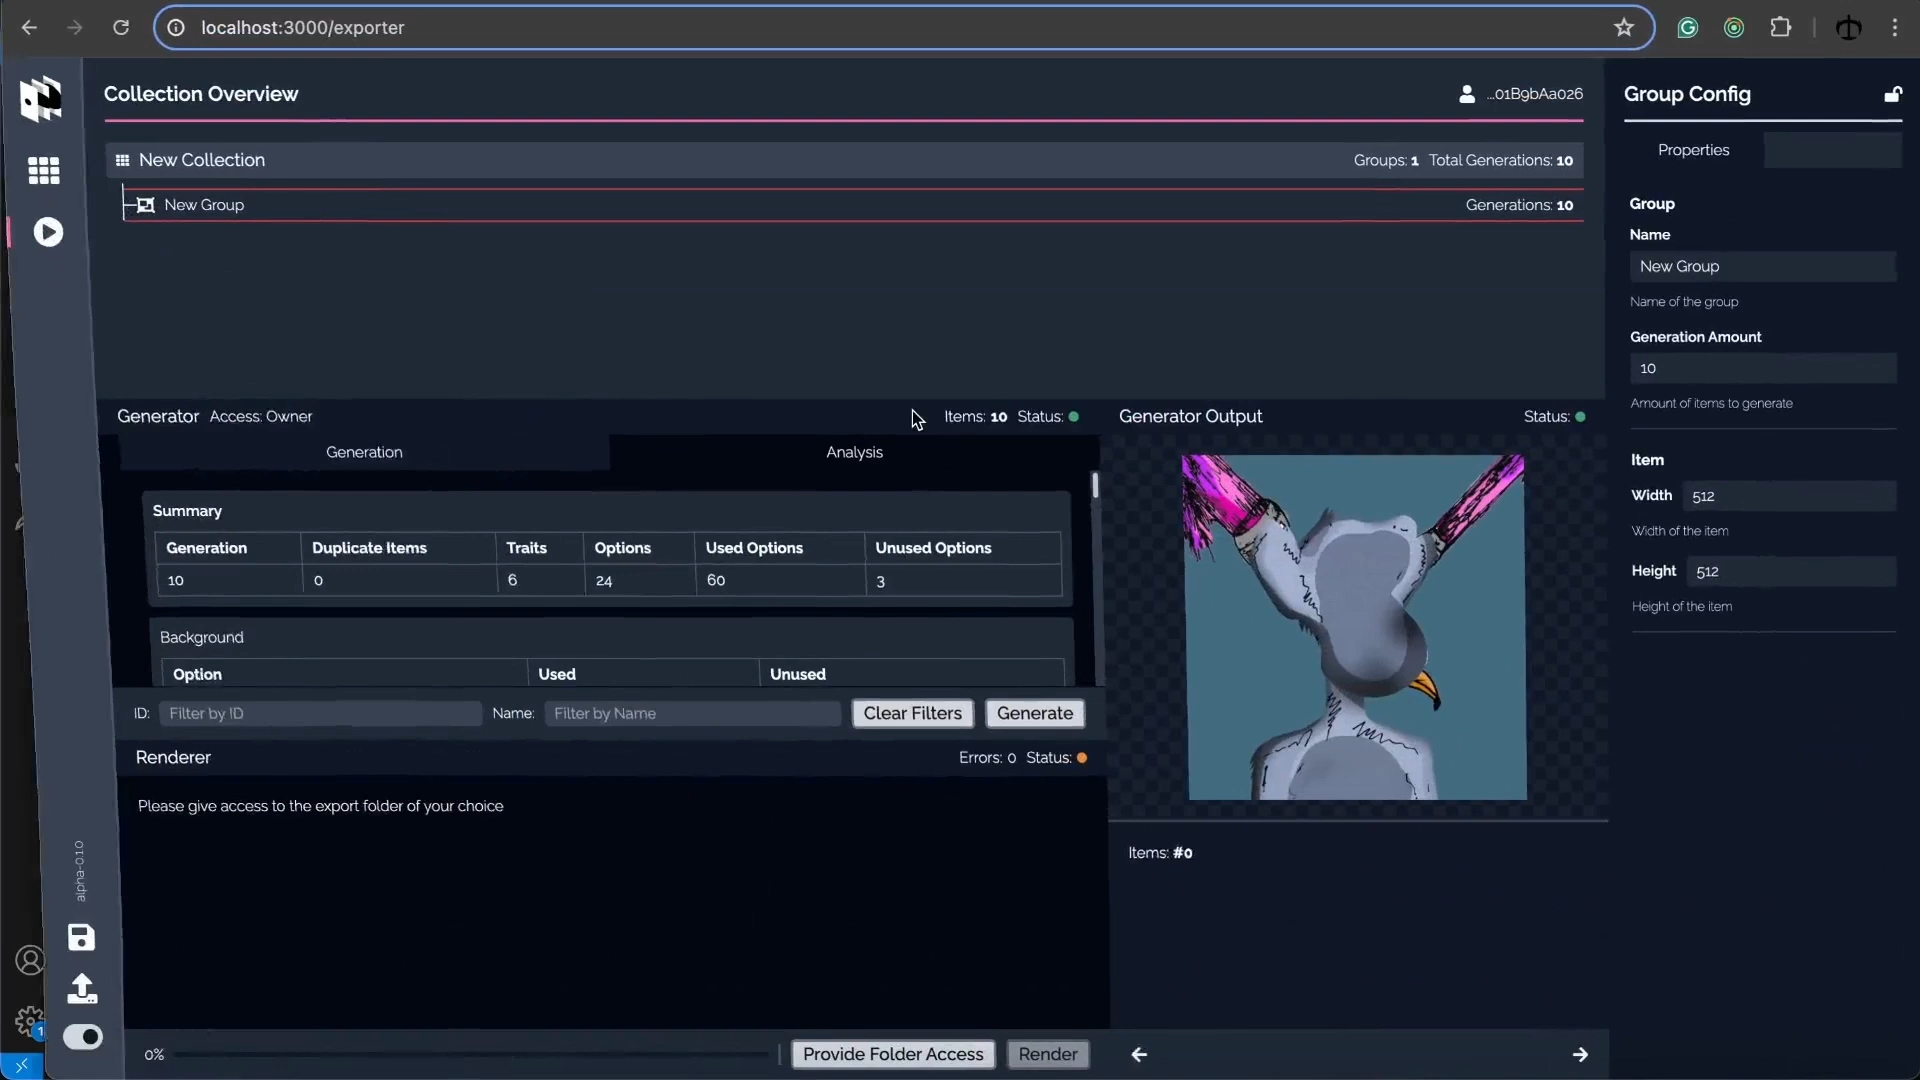 localhost:3000/exporter
Collection Overview
...01B9bAa026
Group Config
New Collection
Groups: 1 Total Generations: 10
New Group
Generations: 10
Properties
Group
Name
New Group
Name of the group
Generation Amount
10
Amount of items to generate
Item
Width 512
Width of the item
Height 512
Height of the item
Generator Access: Owner
Items: 10 Status:
Generation
Analysis
Summary
Generation Duplicate Items Traits Options Used Options Unused Options
10 0 6 24 60 3
Background
Option Used Unused
ID: Filter by ID Name: Filter by Name Clear Filters Generate
Renderer
Errors: 0 Status:
Please give access to the export folder of your choice
0%
Provide Folder Access Render
Generator Output
Status:
Items: #0
alpha-0.1.0
1